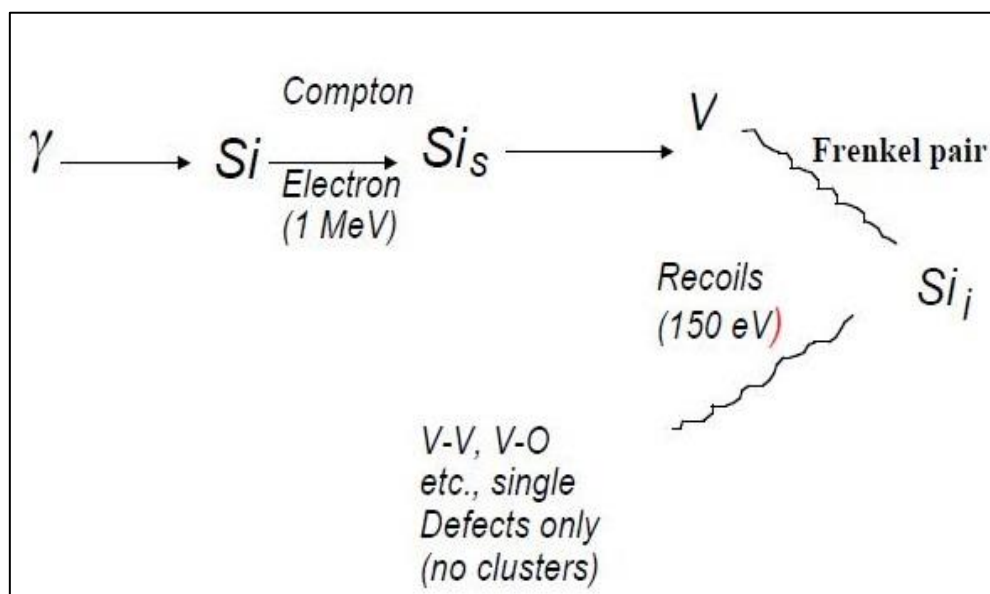 γ
Si
Compton
Electron
(1 MeV)
Si_s
V
Frenkel pair
Si_i
Recoils
(150 eV)
V-V, V-O
etc., single
Defects only
(no clusters)